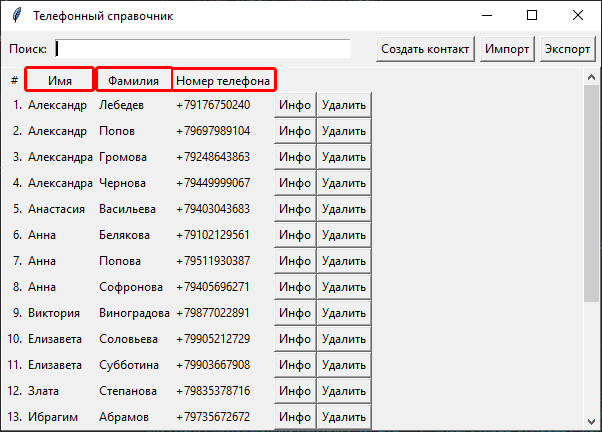 Телефонный справочник
Поиск: Создать контакт Импорт Экспорт
# Имя Фамилия Номер телефона
1. Александр Лебедев +79176750240 Инфо Удалить
2. Александр Попов +79697989104 Инфо Удалить
3. Александра Громова +79248643863 Инфо Удалить
4. Александра Чернова +79449999067 Инфо Удалить
5. Анастасия Васильева +79403043683 Инфо Удалить
6. Анна Белякова +79102129561 Инфо Удалить
7. Анна Попова +79511930387 Инфо Удалить
8. Анна Софронова +79405696271 Инфо Удалить
9. Виктория Виноградова +79877022891 Инфо Удалить
10. Елизавета Соловьева +79905212729 Инфо Удалить
11. Елизавета Субботина +79903667908 Инфо Удалить
12. Злата Степанова +79835378716 Инфо Удалить
13. Ибрагим Абрамов +79735672672 Инфо Удалить